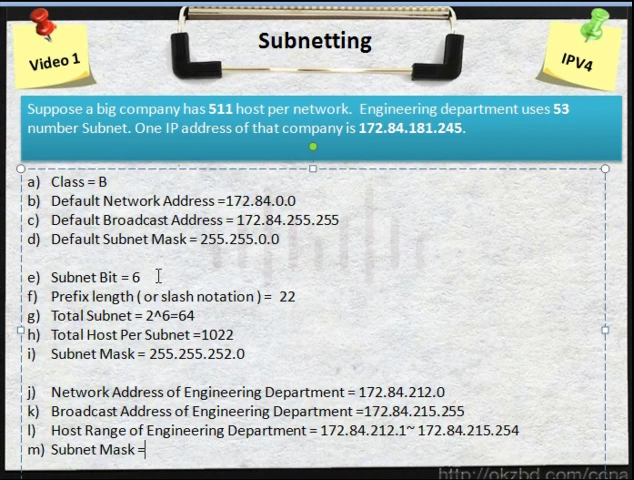 Video 1
Subnetting
IPV4
Suppose a big company has 511 host per network.  Engineering department uses 53
number Subnet. One IP address of that company is 172.84.181.245.
a) Class = B
b) Default Network Address =172.84.0.0
c) Default Broadcast Address = 172.84.255.255
d) Default Subnet Mask = 255.255.0.0
e) Subnet Bit = 6
f) Prefix length ( or slash notation ) =  22
g) Total Subnet = 2^6=64
h) Total Host Per Subnet =1022
i) Subnet Mask = 255.255.252.0
j) Network Address of Engineering Department = 172.84.212.0
k) Broadcast Address of Engineering Department =172.84.215.255
l) Host Range of Engineering Department = 172.84.212.1~ 172.84.215.254
m) Subnet Mask =
http://okzbd.com/ccna